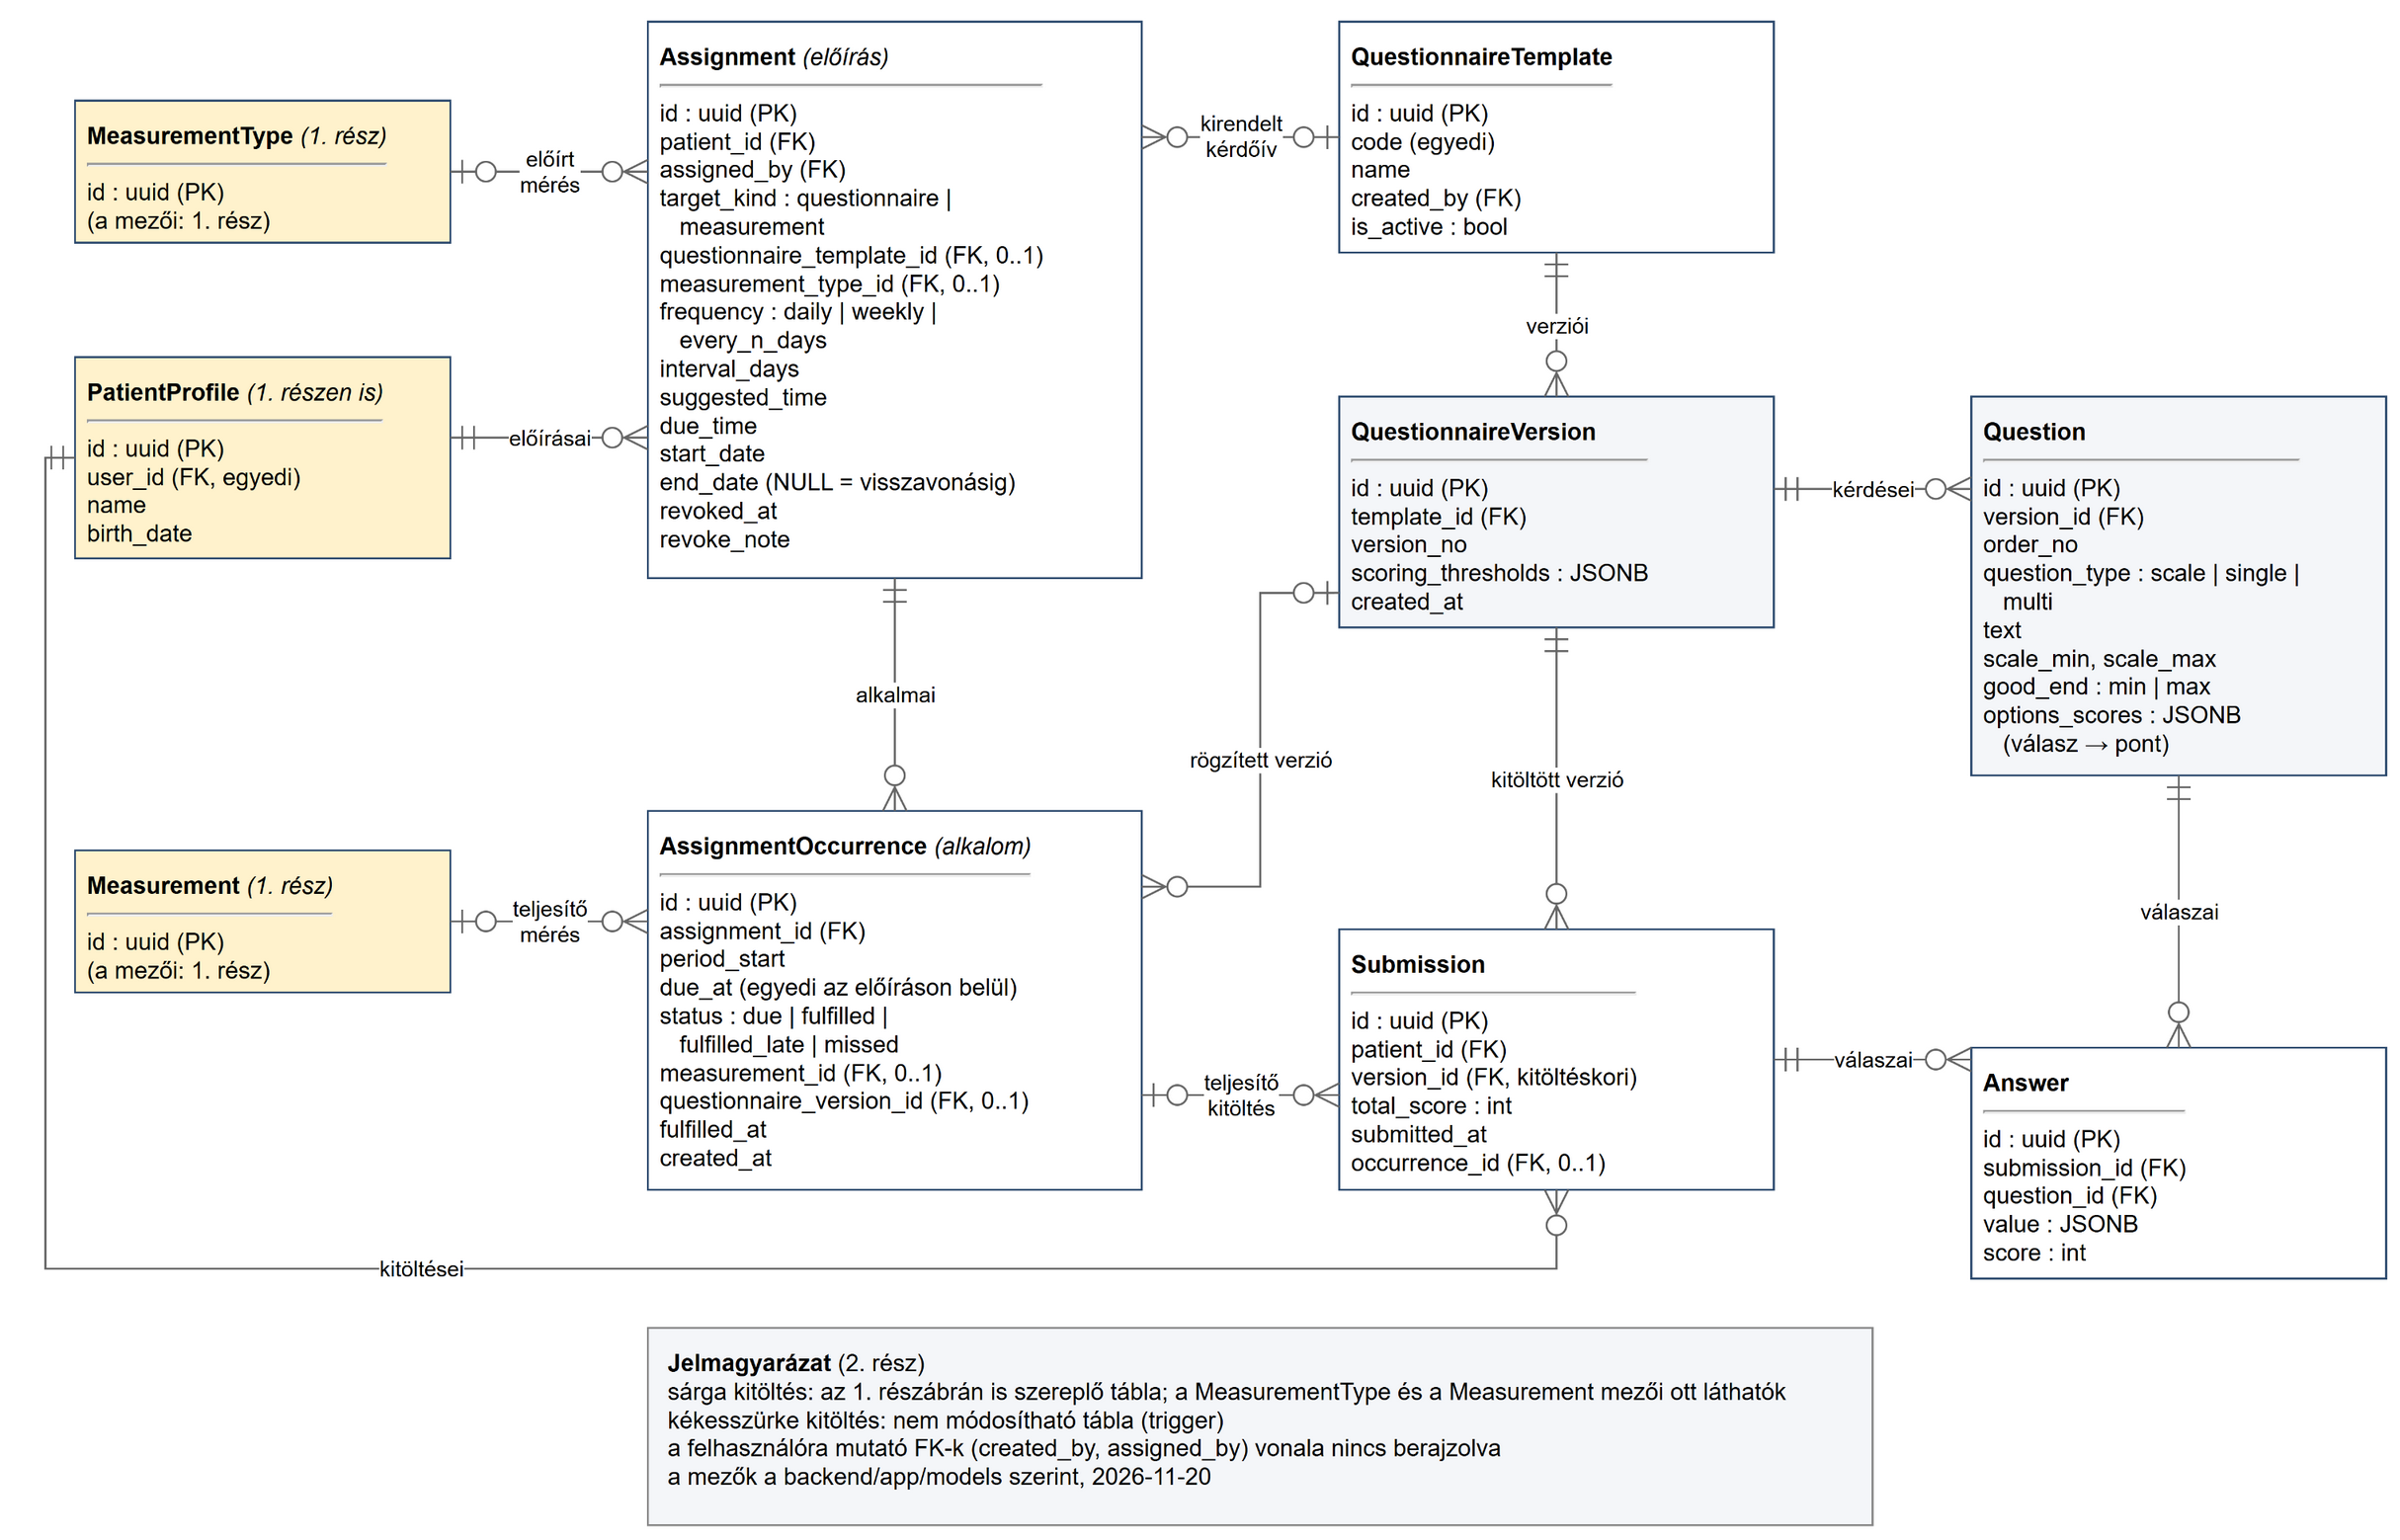 MeasurementType (1. rész)
id : uuid (PK)
(a mezői: 1. rész)
előírt
mérés
Assignment (előírás)
id : uuid (PK)
patient_id (FK)
assigned_by (FK)
target_kind : questionnaire |
measurement
questionnaire_template_id (FK, 0..1)
measurement_type_id (FK, 0..1)
frequency : daily | weekly |
every_n_days
interval_days
suggested_time
due_time
start_date
end_date (NULL = visszavonásig)
revoked_at
revoke_note
kirendelt
kérdőív
QuestionnaireTemplate
id : uuid (PK)
code (egyedi)
name
created_by (FK)
is_active : bool
verziói
PatientProfile (1. részen is)
id : uuid (PK)
user_id (FK, egyedi)
name
birth_date
előírásai
QuestionnaireVersion
id : uuid (PK)
template_id (FK)
version_no
scoring_thresholds : JSONB
created_at
kérdései
Question
id : uuid (PK)
version_id (FK)
order_no
question_type : scale | single |
multi
text
scale_min, scale_max
good_end : min | max
options_scores : JSONB
(válasz → pont)
alkalmai
rögzített verzió
kitöltött verzió
válaszai
Measurement (1. rész)
id : uuid (PK)
(a mezői: 1. rész)
teljesítő
mérés
AssignmentOccurrence (alkalom)
id : uuid (PK)
assignment_id (FK)
period_start
due_at (egyedi az előíráson belül)
status : due | fulfilled |
fulfilled_late | missed
measurement_id (FK, 0..1)
questionnaire_version_id (FK, 0..1)
fulfilled_at
created_at
teljesítő
kitöltés
Submission
id : uuid (PK)
patient_id (FK)
version_id (FK, kitöltéskori)
total_score : int
submitted_at
occurrence_id (FK, 0..1)
válaszai
Answer
id : uuid (PK)
submission_id (FK)
question_id (FK)
value : JSONB
score : int
kitöltései
Jelmagyarázat (2. rész)
sárga kitöltés: az 1. részábrán is szereplő tábla; a MeasurementType és a Measurement mezői ott láthatók
kékesszürke kitöltés: nem módosítható tábla (trigger)
a felhasználóra mutató FK-k (created_by, assigned_by) vonala nincs berajzolva
a mezők a backend/app/models szerint, 2026-11-20